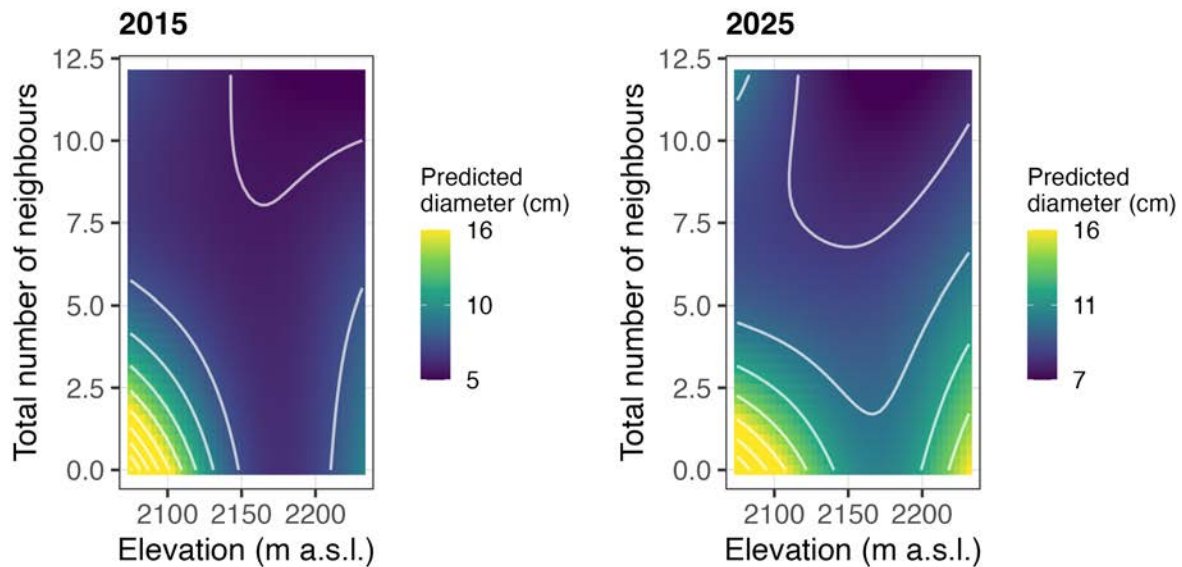 2015
12.5
10.0
7.5
5.0
2.5
0.0
Total number of neighbours
2100 2150 2200
Elevation (m a.s.l.)
Predicted
diameter (cm)
16
10
5
2025
12.5
10.0
7.5
5.0
2.5
0.0
Total number of neighbours
2100 2150 2200
Elevation (m a.s.l.)
Predicted
diameter (cm)
16
11
7